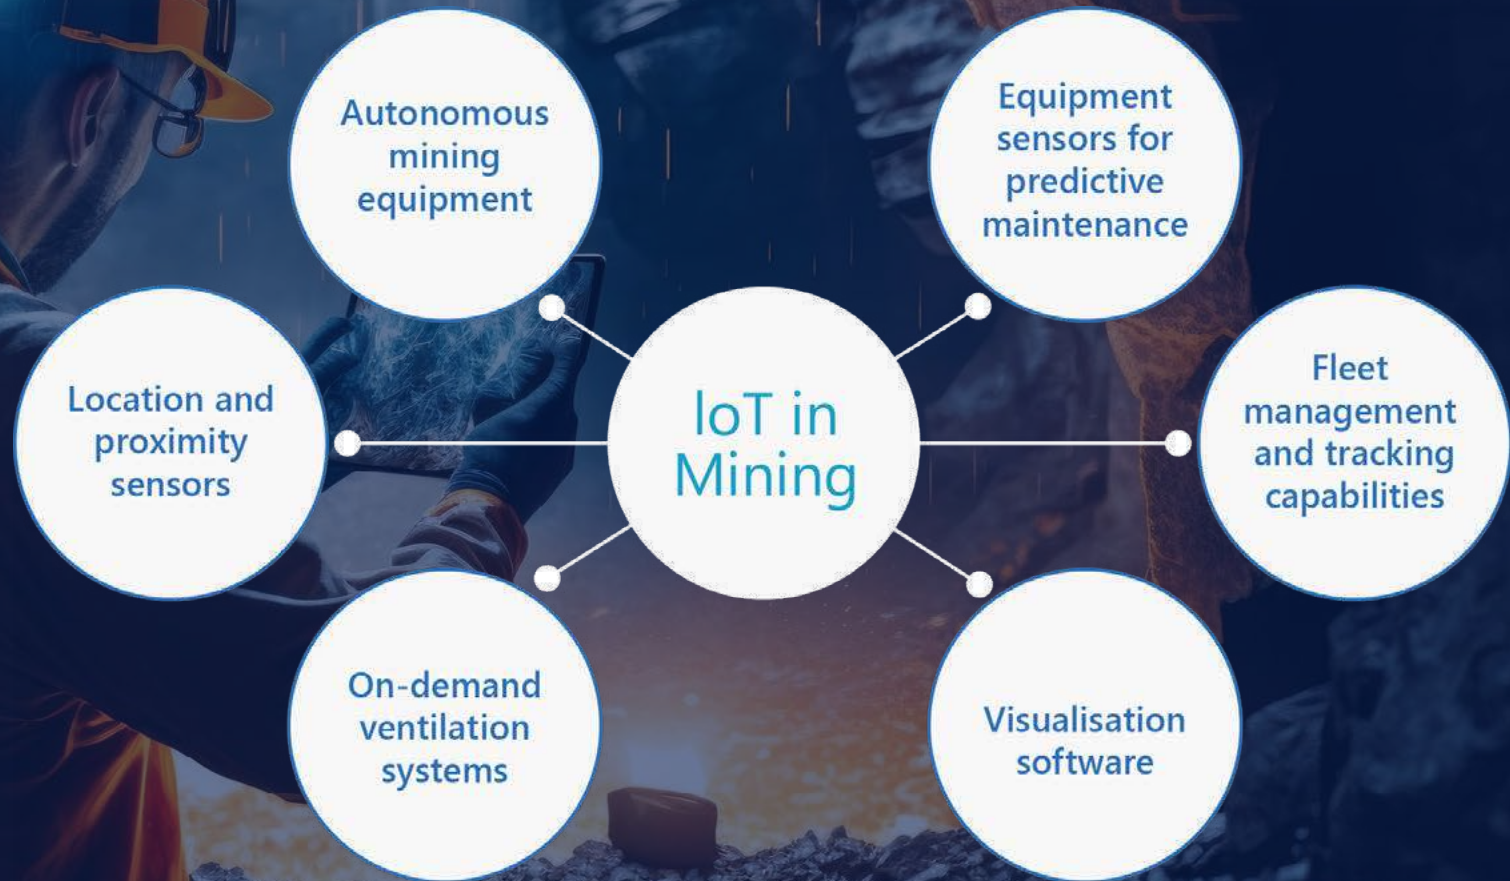 Autonomous
mining
equipment
Equipment
sensors for
predictive
maintenance
Location and
proximity
sensors
IoT in
Mining
Fleet
management
and tracking
capabilities
On-demand
ventilation
systems
Visualisation
software